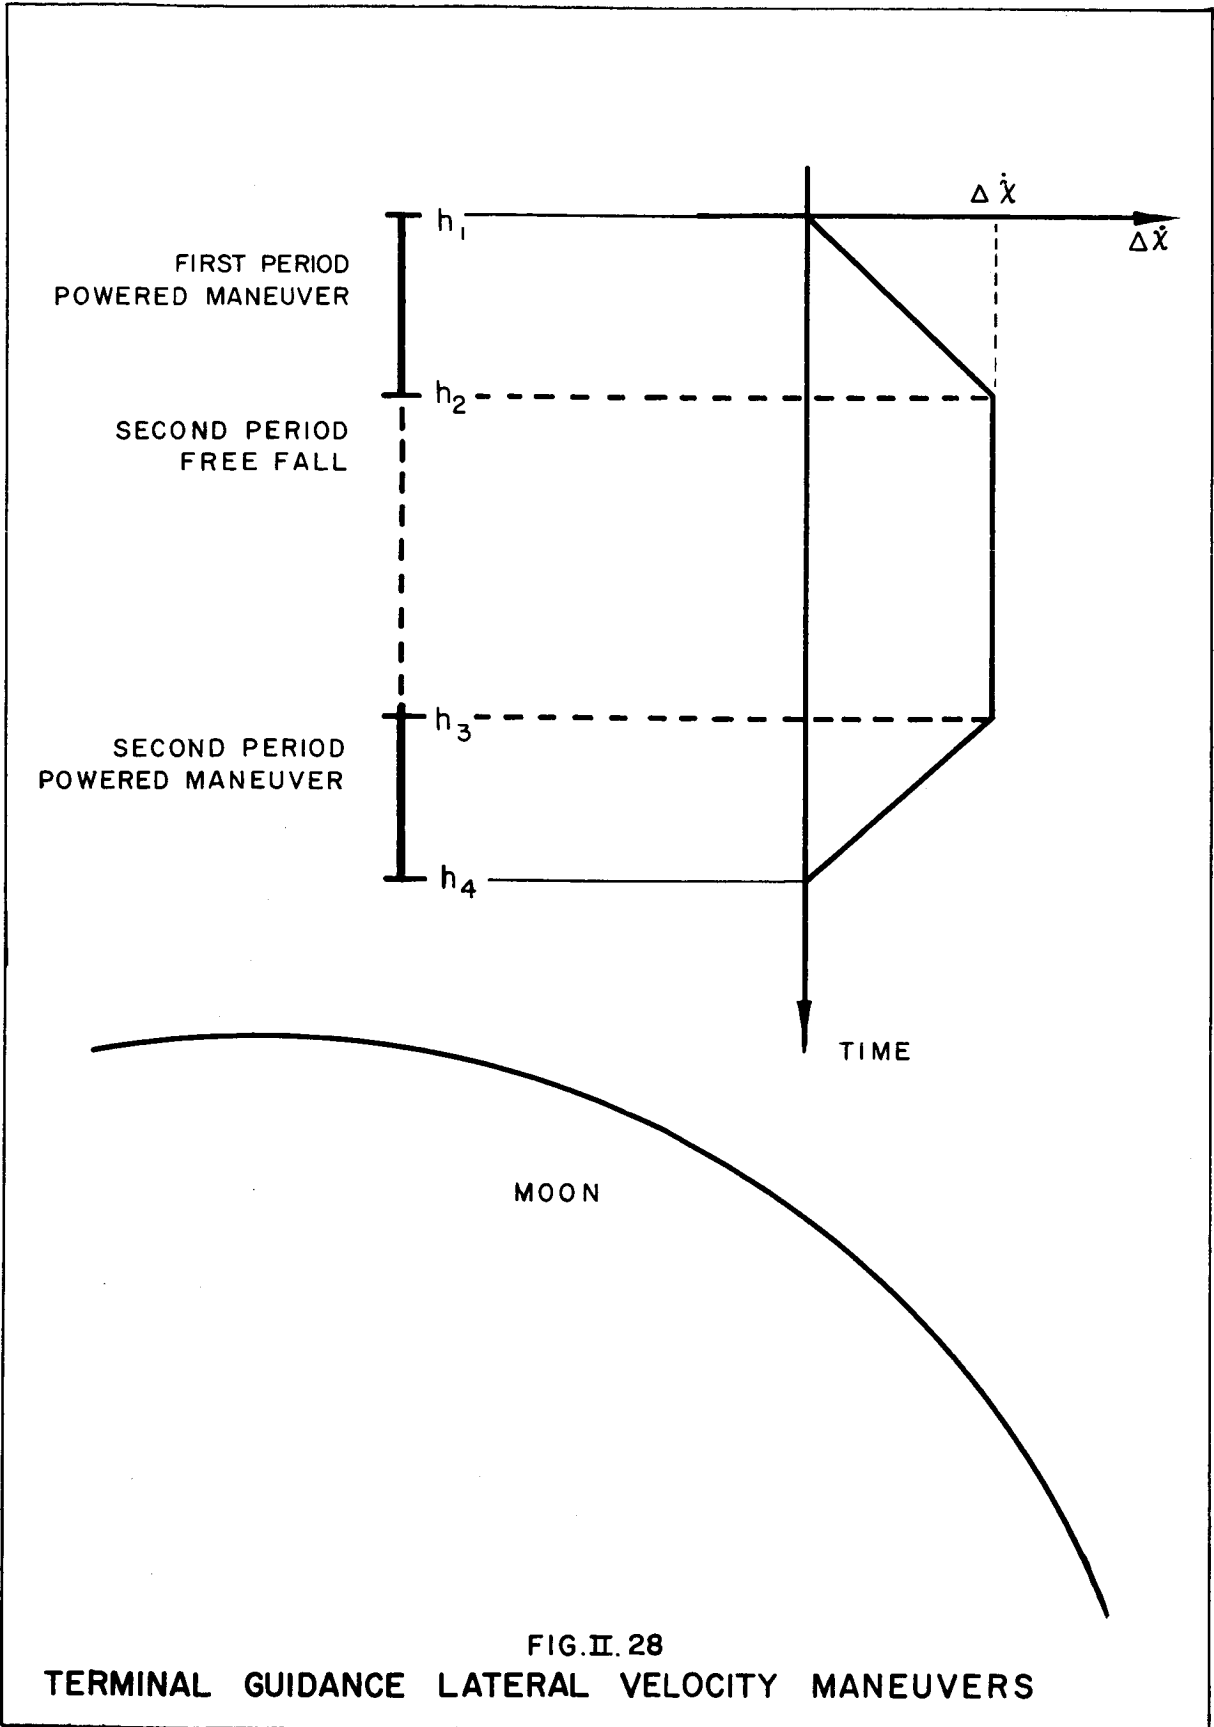 Δ χ̇
h₁
Δẋ
FIRST PERIOD
POWERED MANEUVER
h₂
SECOND PERIOD
FREE FALL
h₃
SECOND PERIOD
POWERED MANEUVER
h₄
TIME
MOON
FIG. II. 28
TERMINAL GUIDANCE LATERAL VELOCITY MANEUVERS